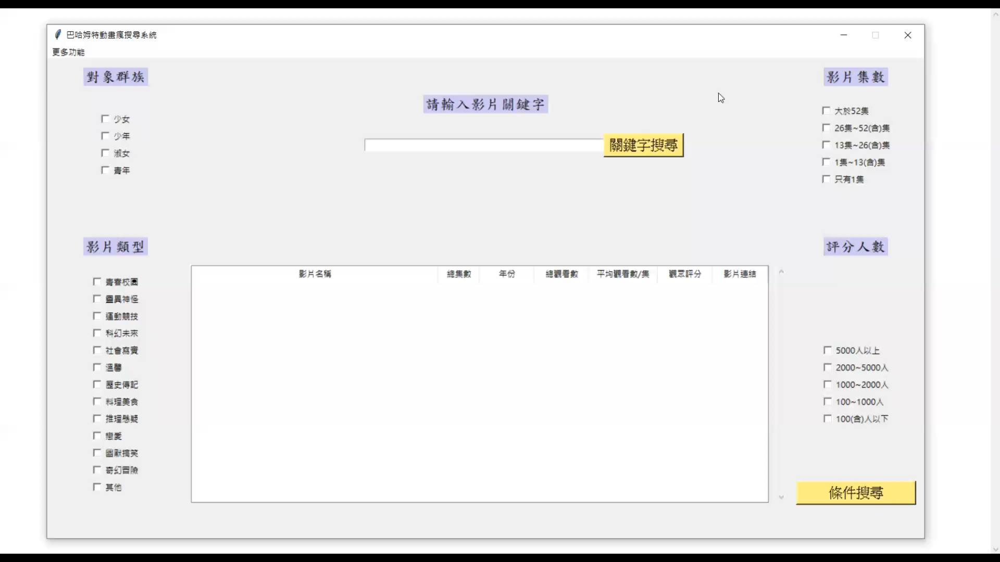 巴哈姆特動畫瘋搜尋系統
更多功能
對象群族
少女
少年
淑女
青年
請輸入影片關鍵字
關鍵字搜尋
影片集數
大於52集
26集~52(含)集
13集~26(含)集
1集~13(含)集
只有1集
影片類型
青春校園
靈異神怪
運動競技
科幻未來
社會寫實
溫馨
歷史傳記
料理美食
推理懸疑
戀愛
幽默搞笑
奇幻冒險
其他
影片名稱 總集數 年份 總觀看數 平均觀看數/集 觀眾評分 影片連結
評分人數
5000人以上
2000~5000人
1000~2000人
100~1000人
100(含)人以下
條件搜尋